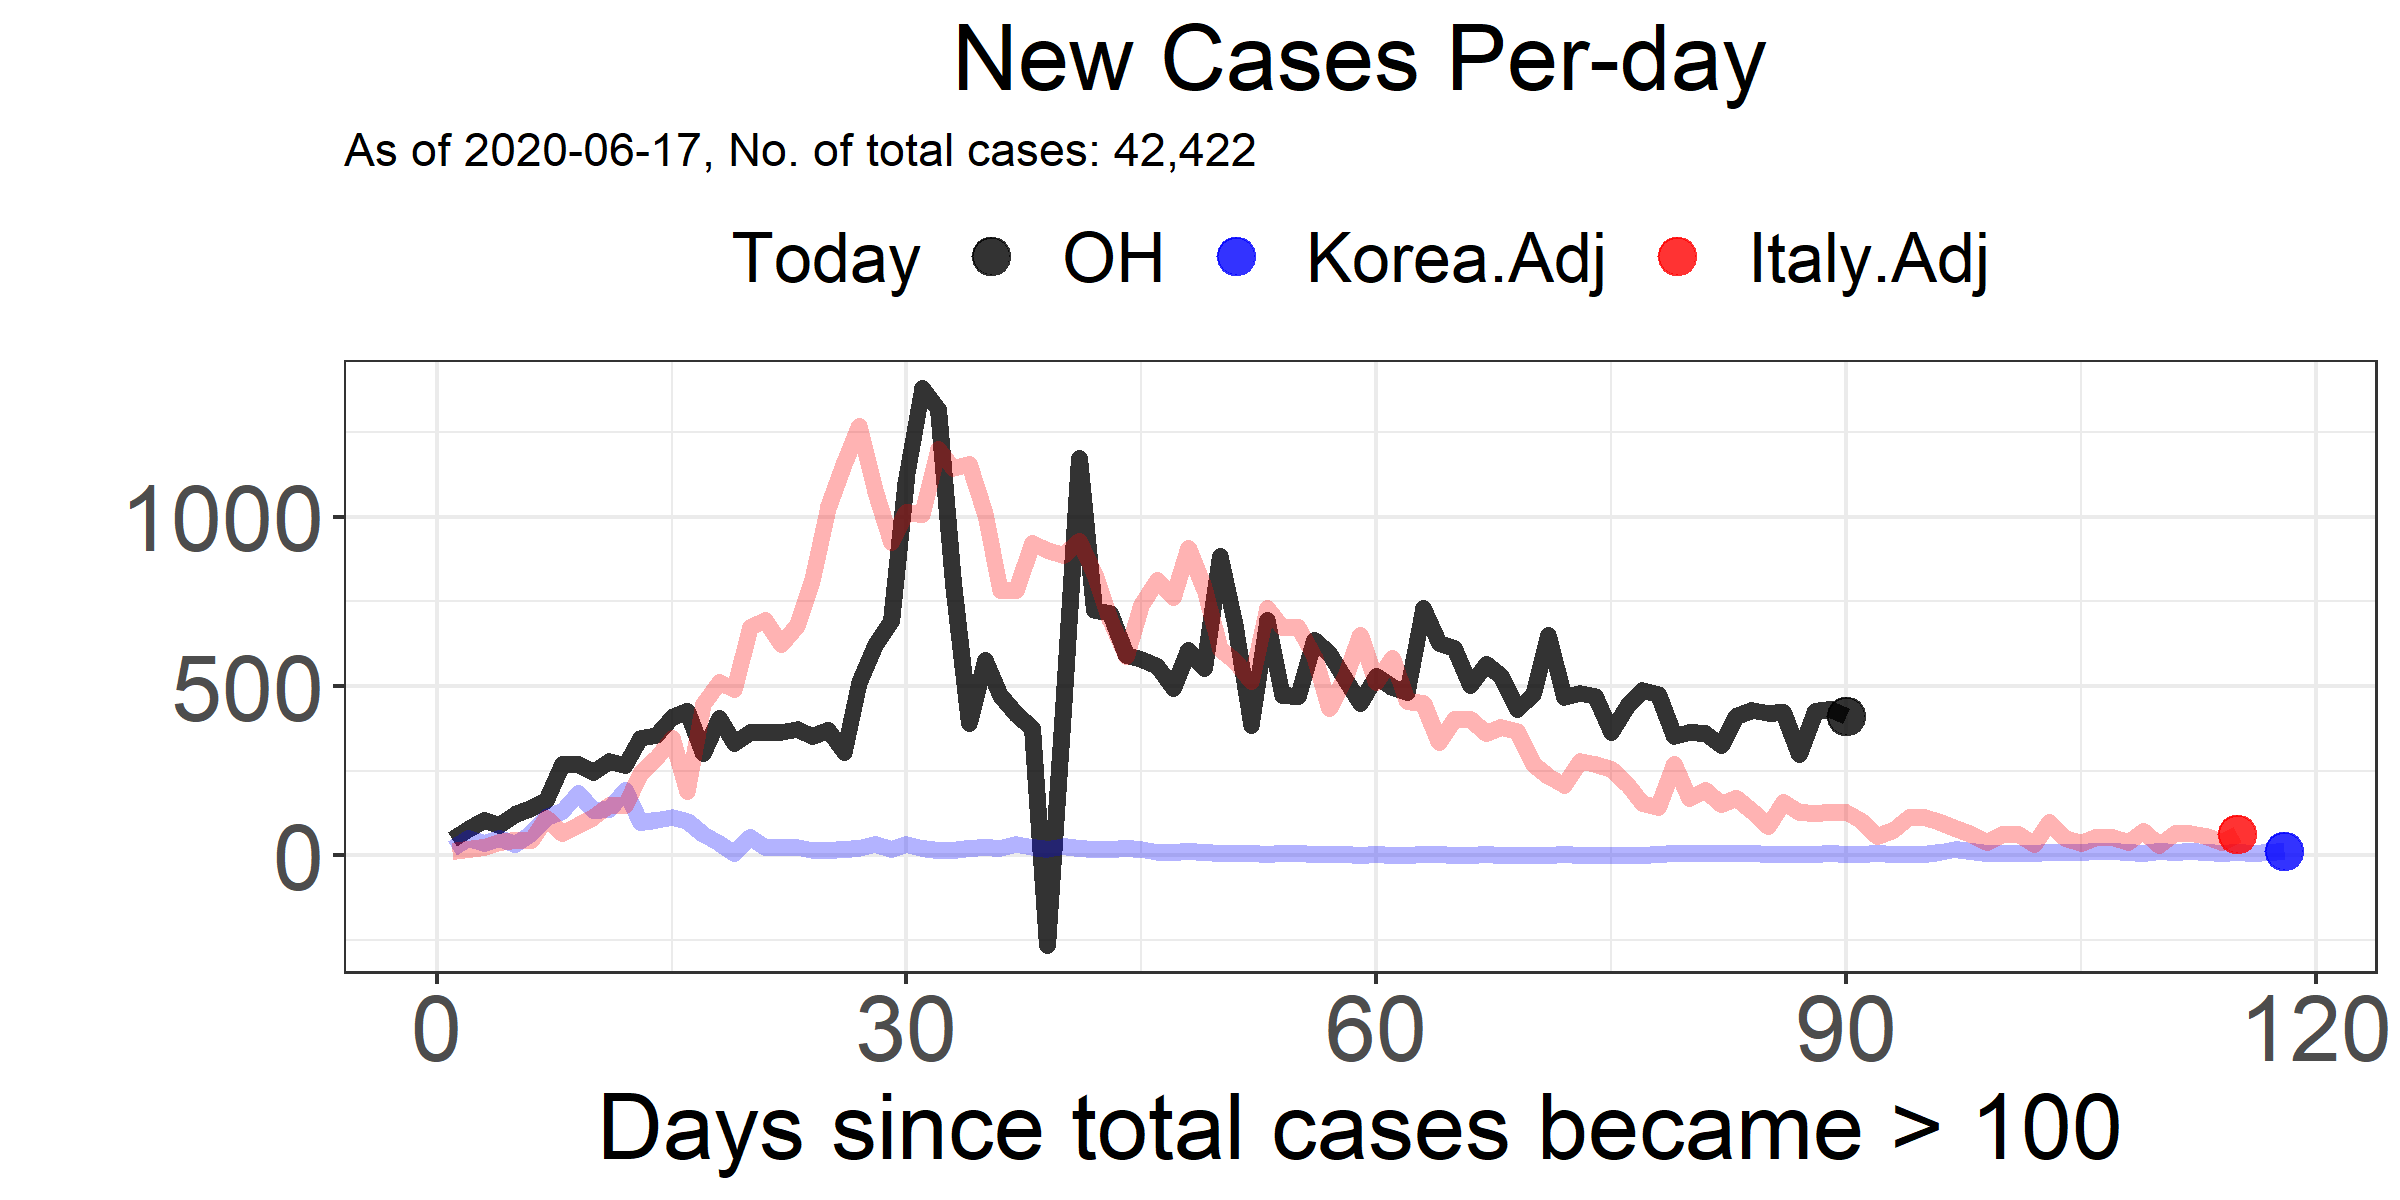 New Cases Per-day
As of 2020-06-17, No. of total cases: 42,422
Today OH Korea.Adj Italy.Adj
1000
500
0
0 30 60 90 120
Days since total cases became > 100